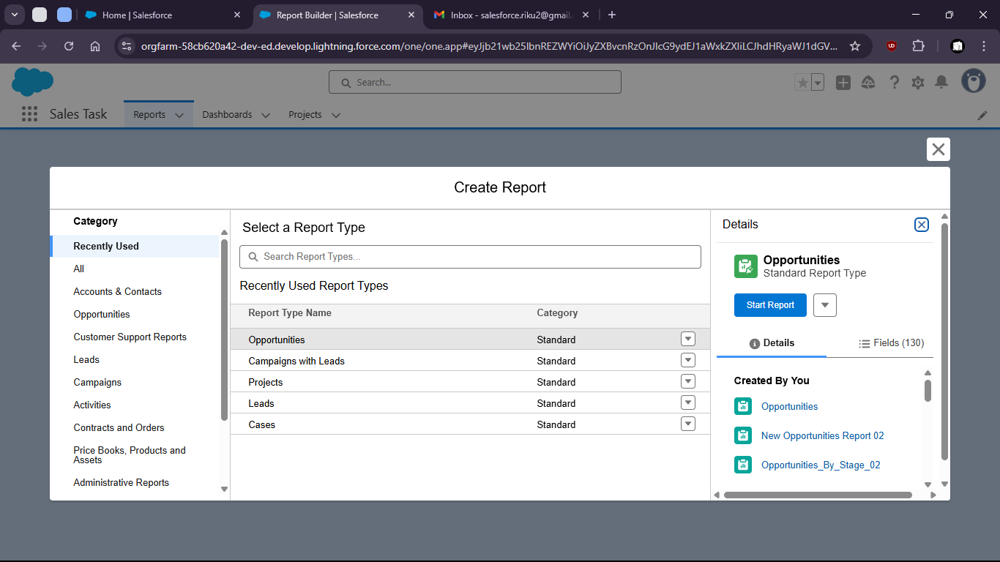 Home | Salesforce
Report Builder | Salesforce
Inbox - salesforce.riku2@gmail.
orgfarm-58cb620a42-dev-ed.develop.lightning.force.com/one/one.app#eyJjb21wb25lbnREZWYiOiJyZXBvcnRzOnJlcG9ydEJ1aWxkZXIiLCJhdHRyaWJ1dGV...
UD
Search...
Sales Task
Reports
Dashboards
Projects
Create Report
Category
Recently Used
All
Accounts & Contacts
Opportunities
Customer Support Reports
Leads
Campaigns
Activities
Contracts and Orders
Price Books, Products and
Assets
Administrative Reports
Select a Report Type
Search Report Types...
Recently Used Report Types
Report Type Name Category
Opportunities Standard
Campaigns with Leads Standard
Projects Standard
Leads Standard
Cases Standard
Details
Opportunities
Standard Report Type
Start Report
Details
Fields (130)
Created By You
Opportunities
New Opportunities Report 02
Opportunities_By_Stage_02